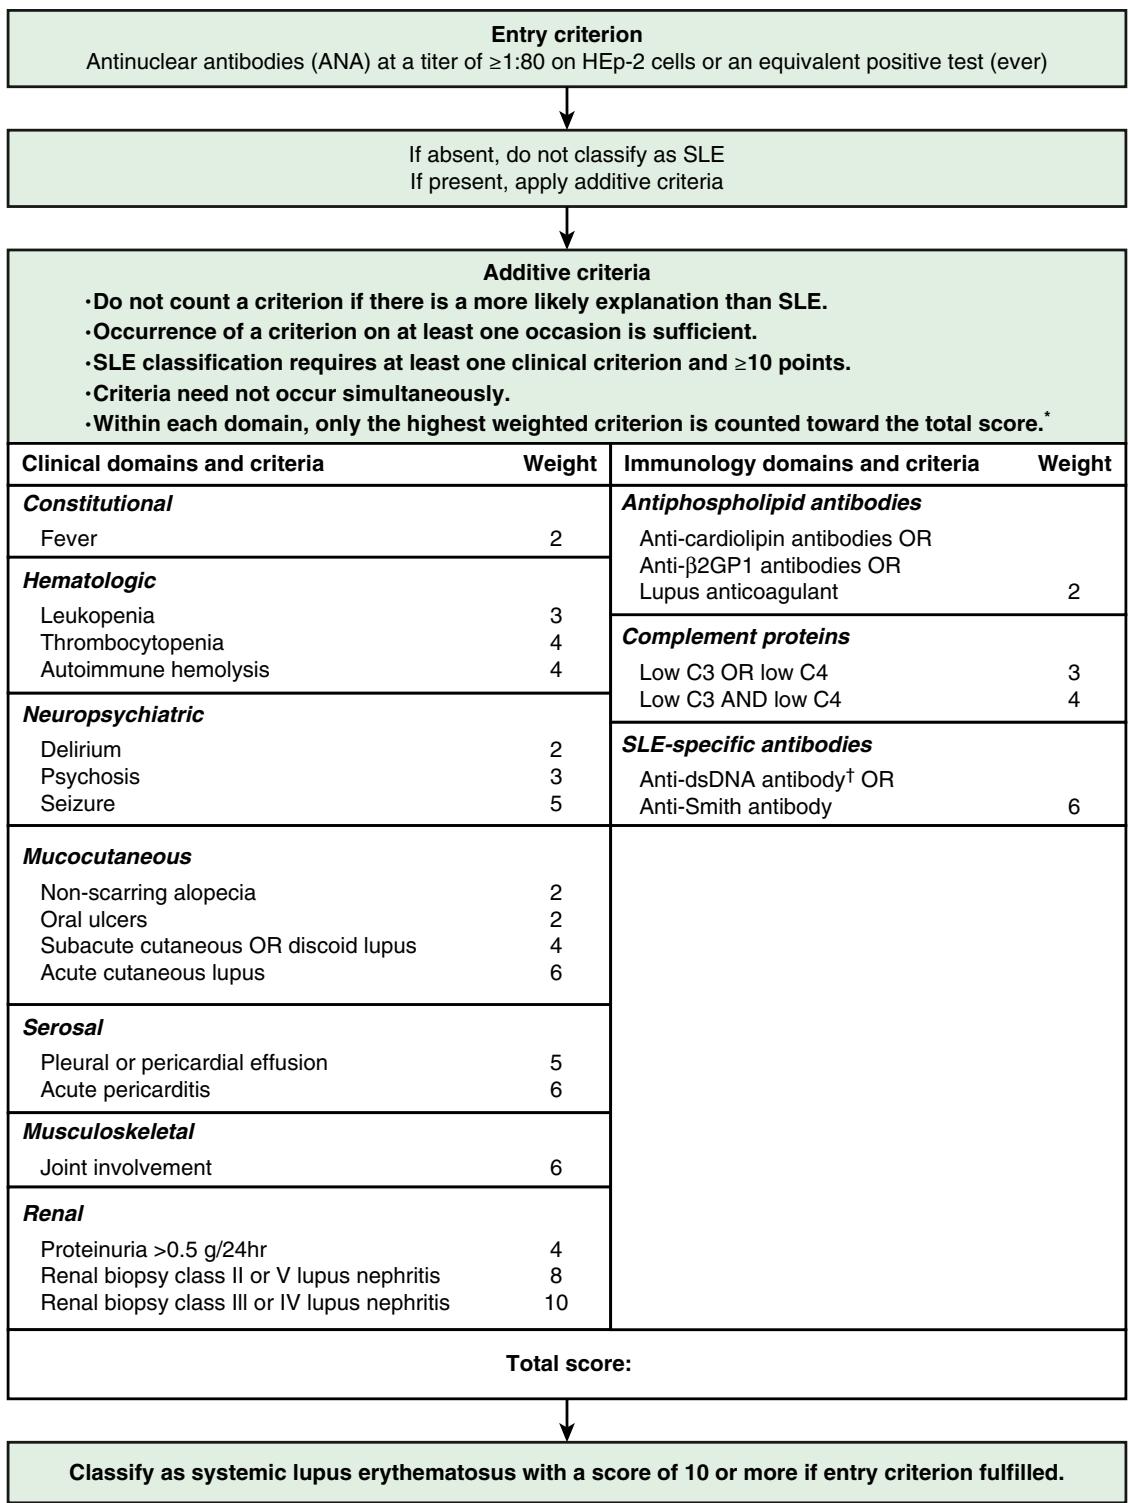 Entry criterion
Antinuclear antibodies (ANA) at a titer of ≥1:80 on HEp-2 cells or an equivalent positive test (ever)
If absent, do not classify as SLE
If present, apply additive criteria
Additive criteria
·Do not count a criterion if there is a more likely explanation than SLE.
·Occurrence of a criterion on at least one occasion is sufficient.
·SLE classification requires at least one clinical criterion and ≥10 points.
·Criteria need not occur simultaneously.
·Within each domain, only the highest weighted criterion is counted toward the total score.*
Clinical domains and criteria Weight
Constitutional
Fever 2
Hematologic
Leukopenia 3
Thrombocytopenia 4
Autoimmune hemolysis 4
Neuropsychiatric
Delirium 2
Psychosis 3
Seizure 5
Mucocutaneous
Non-scarring alopecia 2
Oral ulcers 2
Subacute cutaneous OR discoid lupus 4
Acute cutaneous lupus 6
Serosal
Pleural or pericardial effusion 5
Acute pericarditis 6
Musculoskeletal
Joint involvement 6
Renal
Proteinuria >0.5 g/24hr 4
Renal biopsy class II or V lupus nephritis 8
Renal biopsy class III or IV lupus nephritis 10
Immunology domains and criteria Weight
Antiphospholipid antibodies
Anti-cardiolipin antibodies OR
Anti-β2GP1 antibodies OR
Lupus anticoagulant 2
Complement proteins
Low C3 OR low C4 3
Low C3 AND low C4 4
SLE-specific antibodies
Anti-dsDNA antibody† OR
Anti-Smith antibody 6
Total score:
Classify as systemic lupus erythematosus with a score of 10 or more if entry criterion fulfilled.